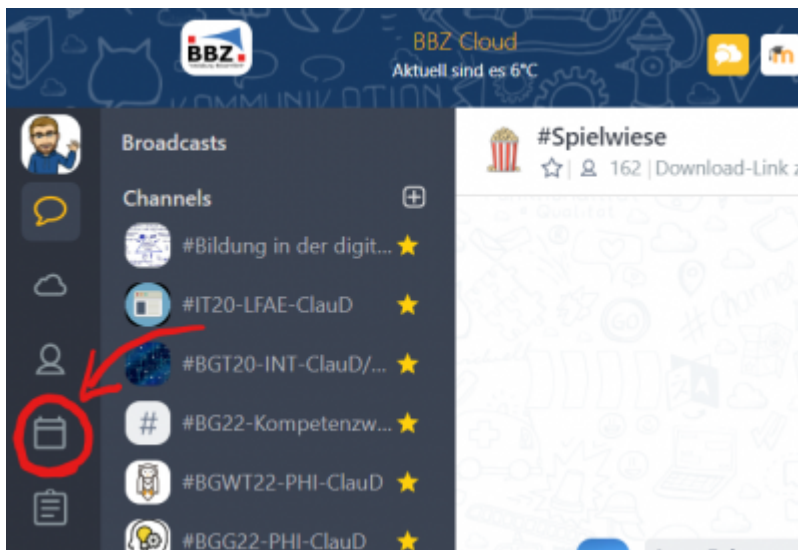 BBZ
BBZ Cloud
Aktuell sind es 6°C
KOMMUNIKATION
Broadcasts
#Spielwiese
162 | Download-Link z
Channels
#Bildung in der digit...
#IT20-LFAE-ClauD
#BGT20-INT-ClauD/...
#BG22-Kompetenzw...
#BGWT22-PHI-ClauD
#BGG22-PHI-ClauD